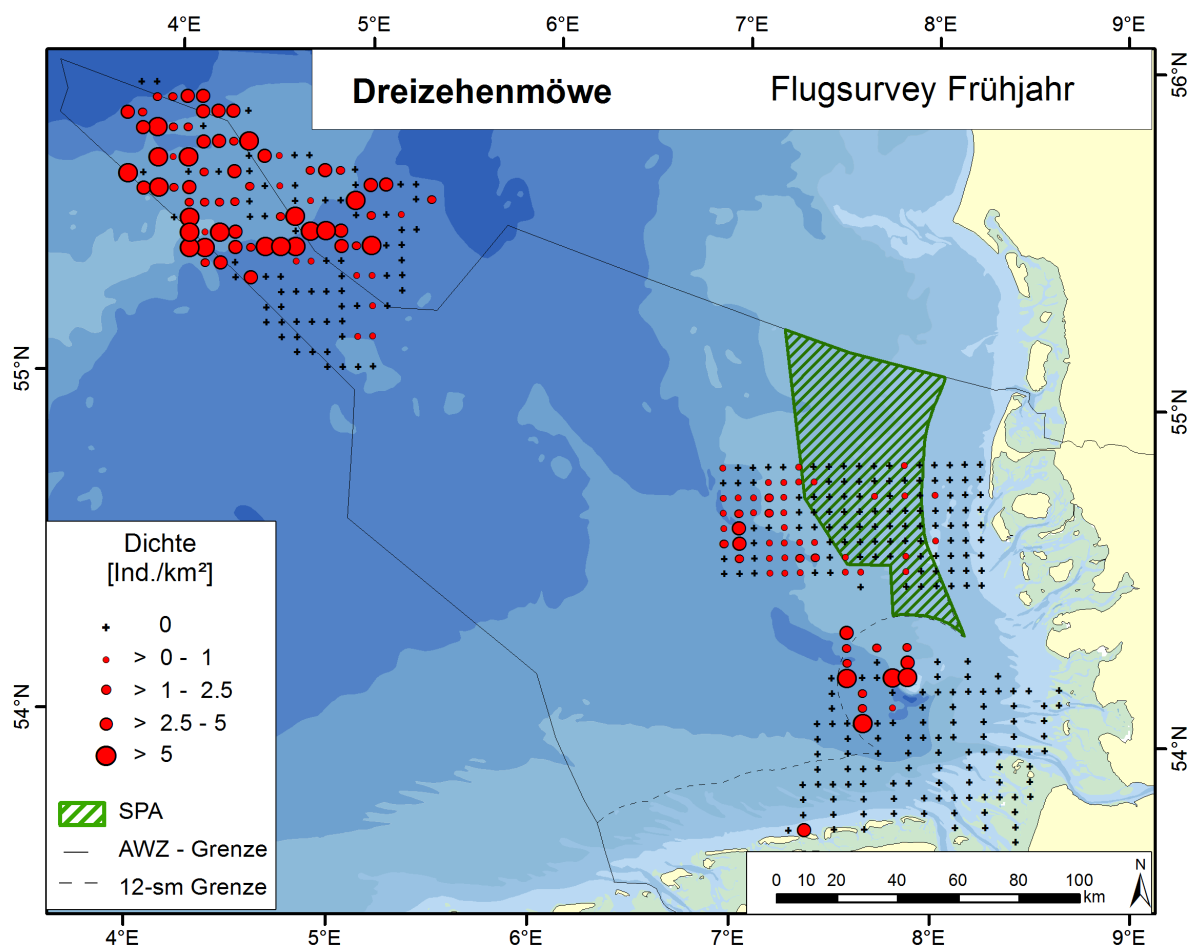 4°E 5°E 6°E 7°E 8°E 9°E
Dreizehenmöwe Flugsurvey Frühjahr
56°N
55°N
55°N
54°N
54°N
Dichte
[Ind./km²]
0
> 0 - 1
> 1 - 2.5
> 2.5 - 5
> 5
SPA
AWZ - Grenze
12-sm Grenze
N
0 10 20 40 60 80 100
km
4°E 5°E 6°E 7°E 8°E 9°E